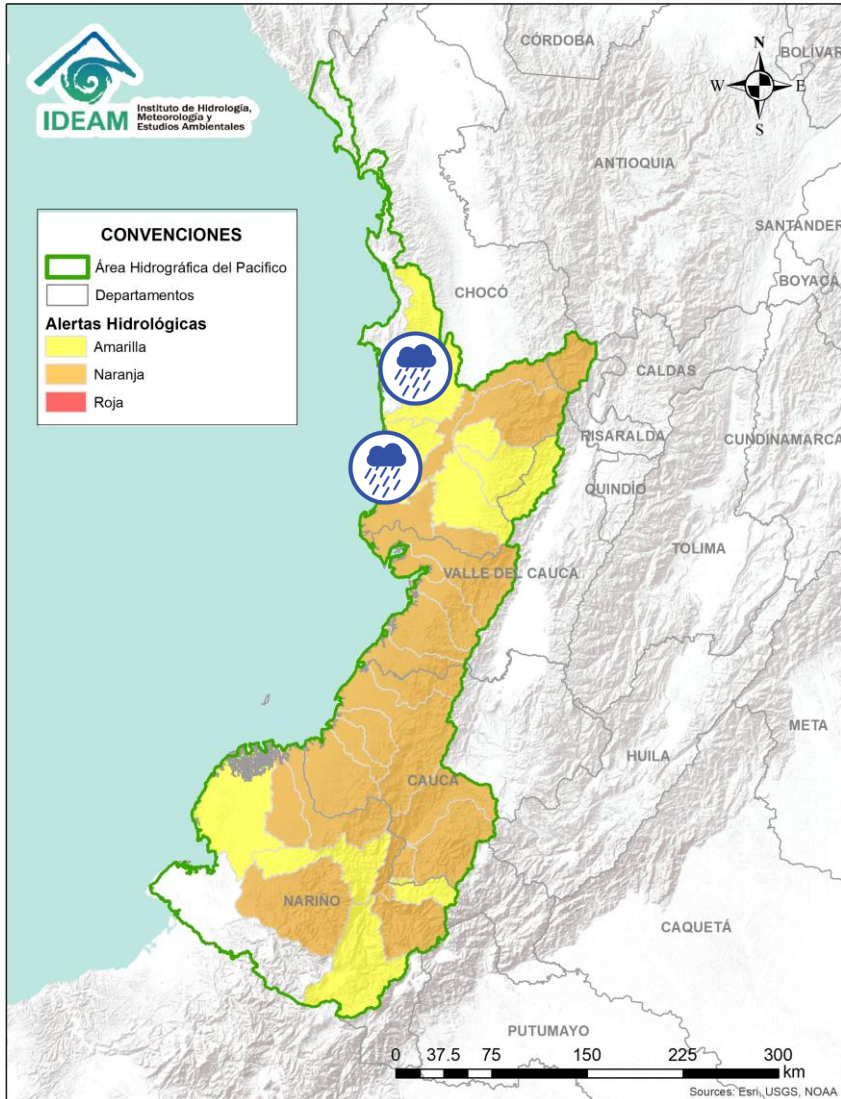 IDEAM
Instituto de Hidrología,
Meteorología y
Estudios Ambientales
N
W
E
S
CONVENCIONES
Área Hidrográfica del Pacifico
Departamentos
Alertas Hidrológicas
Amarilla
Naranja
Roja
CÓRDOBA
BOLÍVAR
ANTIOQUIA
SANTANDER
BOYACÁ
CHOCÓ
CALDAS
RISARALDA
CUNDINAMARCA
QUINDÍO
TOLIMA
VALLE DEL CAUCA
META
HUILA
CAUCA
NARIÑO
CAQUETÁ
PUTUMAYO
0 37.5 75 150 225 300
km
Sources: Esri, USGS, NOAA